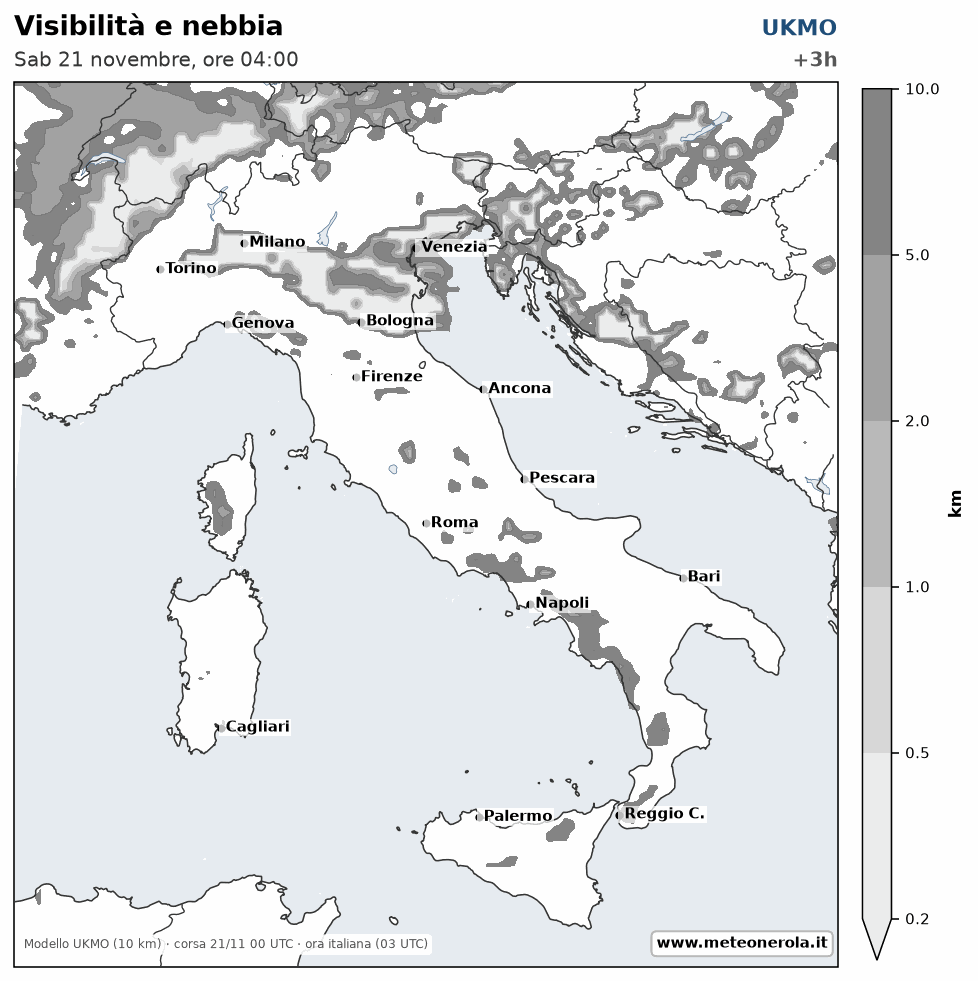 Visibilità e nebbia
UKMO
Sab 21 novembre, ore 04:00
+3h
10.0
5.0
2.0
1.0
0.5
0.2
km
Milano
Venezia
Torino
Genova
Bologna
Firenze
Ancona
Pescara
Roma
Bari
Napoli
Cagliari
Palermo
Reggio C.
Modello UKMO (10 km) · corsa 21/11 00 UTC · ora italiana (03 UTC)
www.meteonerola.it